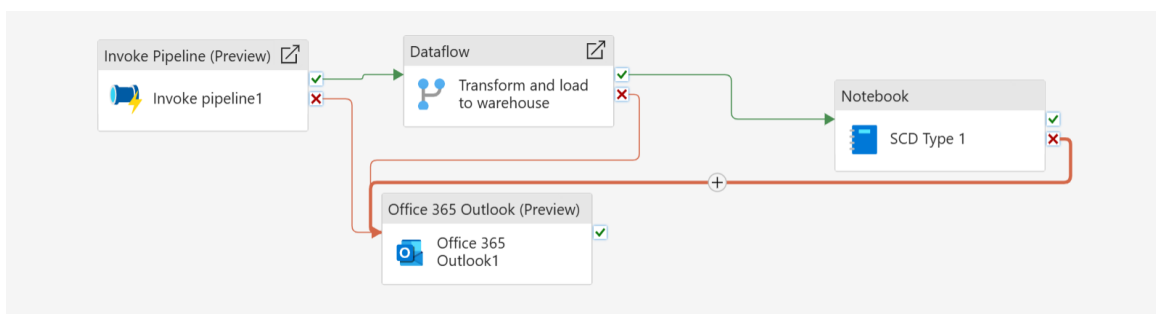 Invoke Pipeline (Preview)
Invoke pipeline1
Dataflow
Transform and load
to warehouse
Notebook
SCD Type 1
Office 365 Outlook (Preview)
Office 365
Outlook1